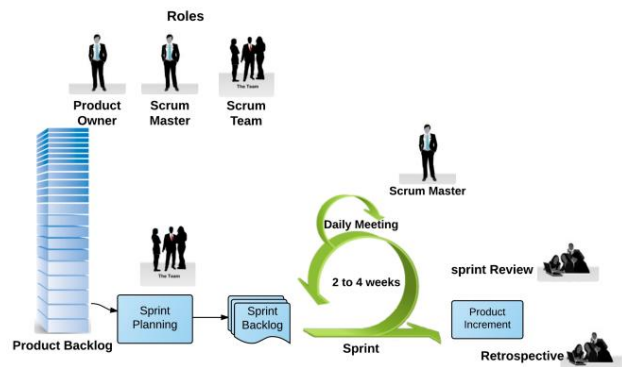 Roles
The Team
Product
Owner
Scrum
Master
Scrum
Team
Scrum Master
Daily Meeting
The Team
sprint Review
2 to 4 weeks
Sprint
Planning
Sprint
Backlog
Product
Increment
Product Backlog
Sprint
Retrospective